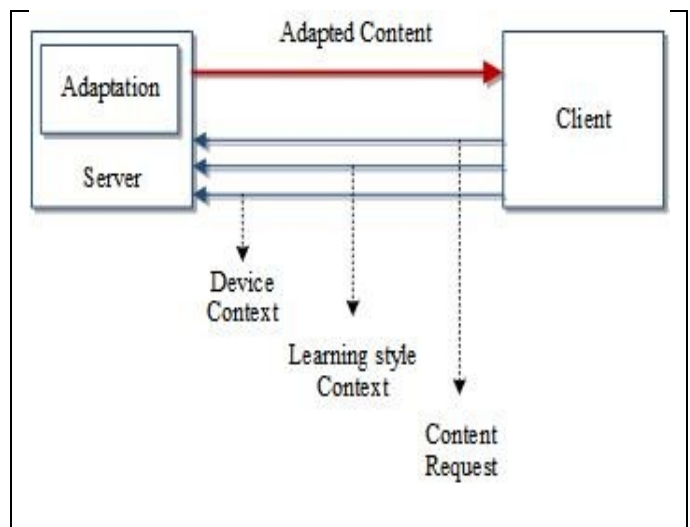 Adapted Content
Adaptation
Client
Server
Device
Context
Learning style
Context
Content
Request